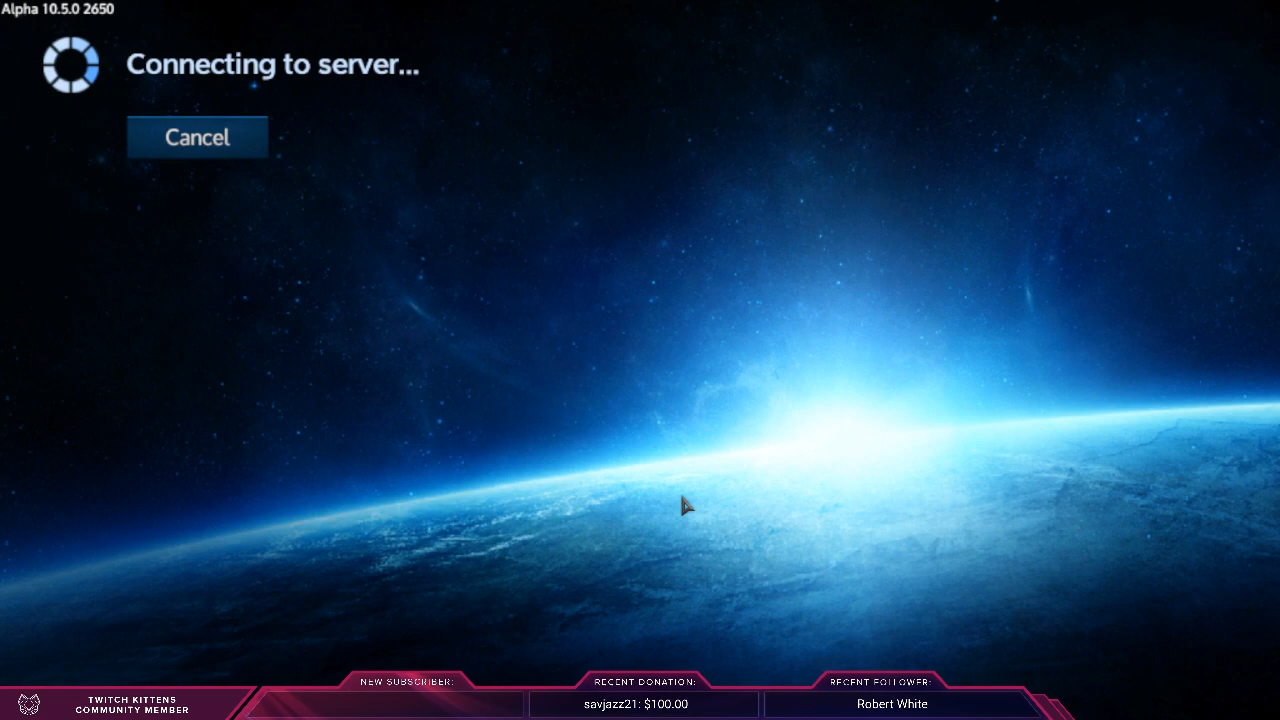 Alpha 10.5.0 2650
Connecting to server...
Cancel
NEW SUBSCRIBER:
RECENT DONATION:
RECENT FOLLOWER:
TWITCH KITTENS
COMMUNITY MEMBER
savjazz21: $100.00
Robert White